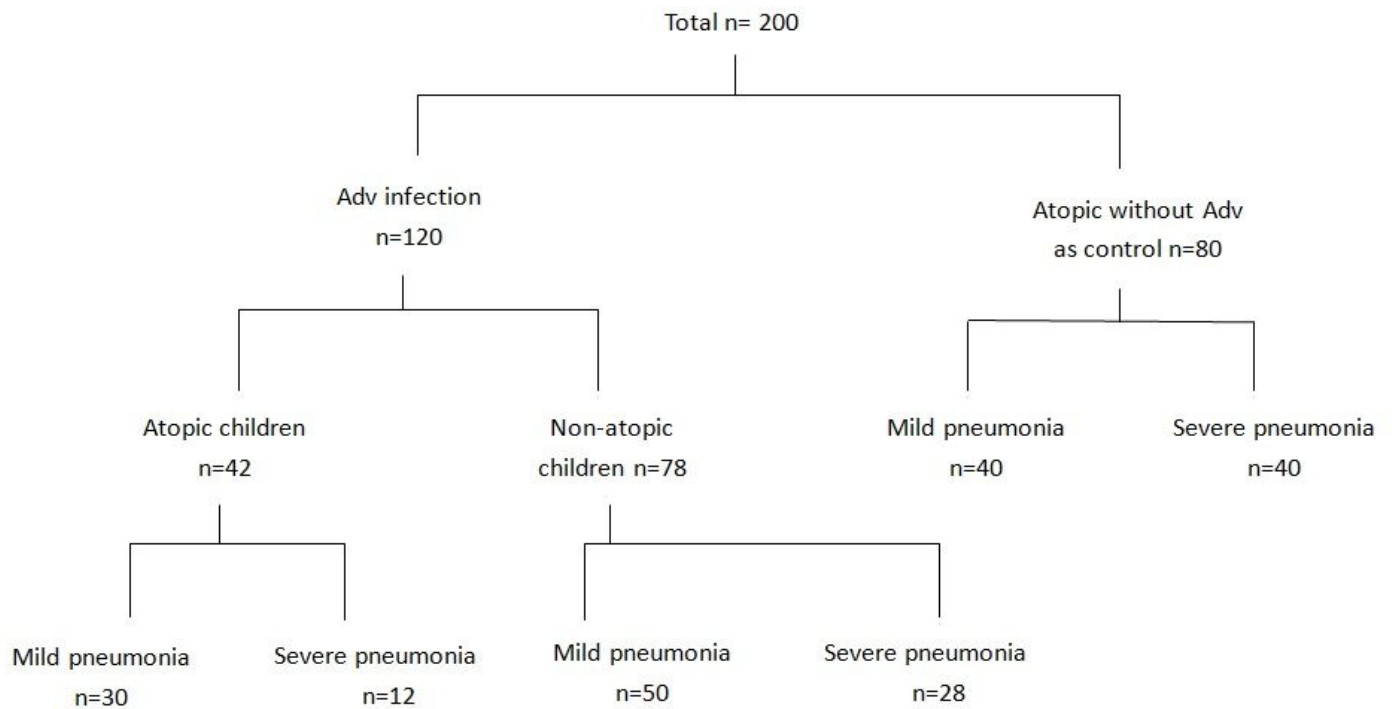 Total n= 200
Adv infection
n=120
Atopic without Adv
as control n=80
Atopic children
n=42
Non-atopic
children n=78
Mild pneumonia
n=40
Severe pneumonia
n=40
Mild pneumonia
n=30
Severe pneumonia
n=12
Mild pneumonia
n=50
Severe pneumonia
n=28